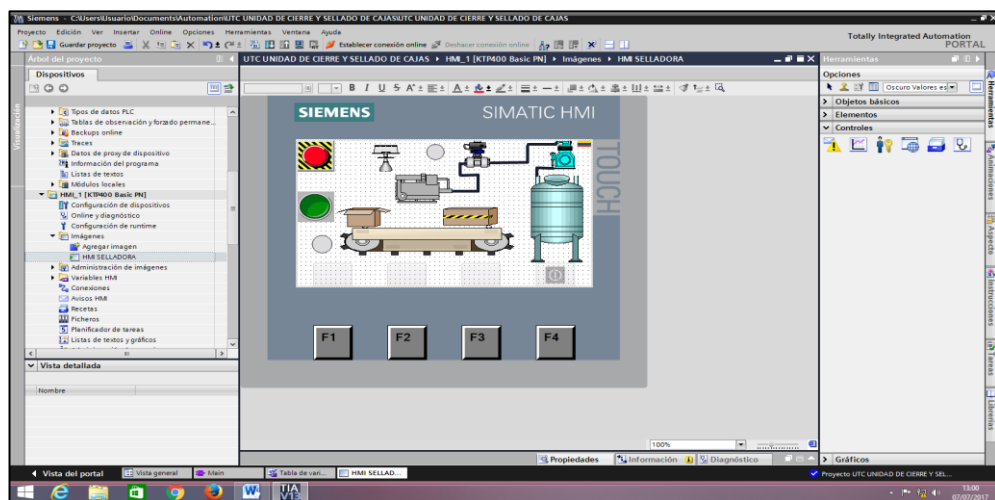 Siemens - C:\Users\Usuario\Documents\Automation\UTC UNIDAD DE CIERRE Y SELLADO DE CAJAS\UTC UNIDAD DE CIERRE Y SELLADO DE CAJAS
Proyecto Edición Ver Insertar Online Opciones Herramientas Ventana Ayuda
Totally Integrated Automation
PORTAL
Guardar proyecto
Establecer conexión online
Deshacer conexión online
Árbol del proyecto
UTC UNIDAD DE CIERRE Y SELLADO DE CAJAS HMI_1 [KTP400 Basic PN] Imágenes HMI SELLADORA
Herramientas
Dispositivos
Opciones
Oscuro Valores es
Objetos básicos
Elementos
Controles
Visualización
Tipos de datos PLC
Tablas de observación y forzado permane...
Backups online
Traces
Datos de proxy de dispositivo
Información del programa
Listas de textos
Módulos locales
HMI_1 [KTP400 Basic PN]
Configuración de dispositivos
Online y diagnóstico
Configuración de runtime
Imágenes
Agregar imagen
HMI SELLADORA
Administración de imágenes
Variables HMI
Conexiones
Avisos HMI
Recetas
Ficheros
Planificador de tareas
Listas de textos y gráficos
SIEMENS
SIMATIC HMI
TOUCH
F1 F2 F3 F4
Herramientas
Animaciones
Aspecto
Instrucciones
Tareas
Librerías
Vista detallada
Nombre
100%
Propiedades
Información
Diagnóstico
Gráficos
Vista del portal
Vista general
Main
Tabla de vari...
HMI SELLAD...
Proyecto UTC UNIDAD DE CIERRE Y SEL...
TIA
V13
13:00
07/07/2017